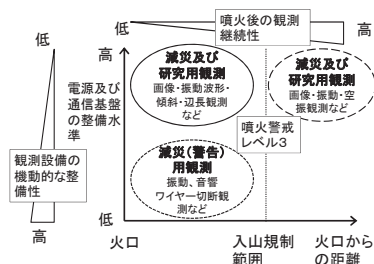 噴火後の観測
継続性
低
高
低
高
減災及び
研究用観測
画像・振動波形・
傾斜・辺長観測
など
減災及び
研究用観測
画像・振動・空
振観測など
電源及び
通信基盤
の整備水
準
噴火警戒
レベル3
観測設備の
機動的な整
備性
減災(警告)
用観測
振動、音響
ワイヤー切断観
測など
高
低
火口
入山規制
範囲
火口から
の距離